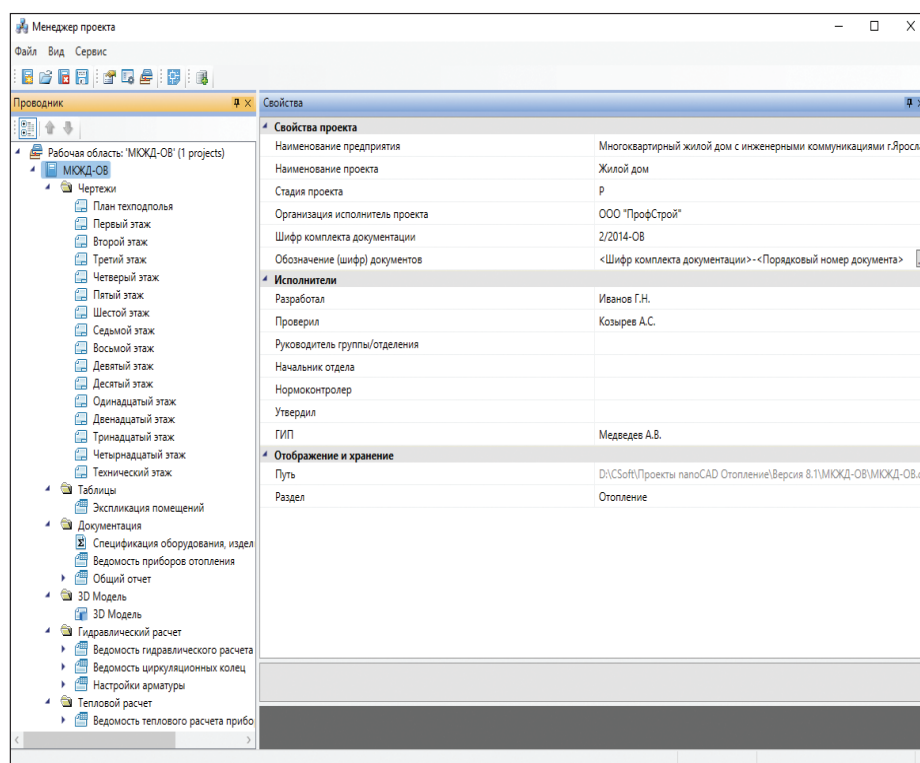 Менеджер проекта
Файл Вид Сервис
Проводник
Рабочая область: 'МКЖД-ОВ' (1 projects)
МКЖД-ОВ
Чертежи
План техподполья
Первый этаж
Второй этаж
Третий этаж
Четверый этаж
Пятый этаж
Шестой этаж
Седьмой этаж
Восьмой этаж
Девятый этаж
Десятый этаж
Одинадцатый этаж
Двенадцатый этаж
Тринадцатый этаж
Четырнадцатый этаж
Технический этаж
Таблицы
Экспликация помещений
Документация
Спецификация оборудования, издел
Ведомость приборов отопления
Общий отчет
3D Модель
3D Модель
Гидравлический расчет
Ведомость гидравлического расчета
Ведомость циркуляционных колец
Настройки арматуры
Тепловой расчет
Ведомость теплового расчета прибо
Свойства
Свойства проекта
Наименование предприятия Многоквартирный жилой дом с инженерными коммуникациями г.Яросл
Наименование проекта Жилой дом
Стадия проекта Р
Организация исполнитель проекта ООО "ПрофСтрой"
Шифр комплекта документации 2/2014-ОВ
Обозначение (шифр) документов <Шифр комплекта документации>-<Порядковый номер документа>
Исполнители
Разработал Иванов Г.Н.
Проверил Козырев А.С.
Руководитель группы/отделения
Начальник отдела
Нормоконтролер
Утвердил
ГИП Медведев А.В.
Отображение и хранение
Путь D:\CSoft\Проекты nanoCAD Отопление\Версия 8.1\МКЖД-ОВ\МКЖД-ОВ.
Раздел Отопление